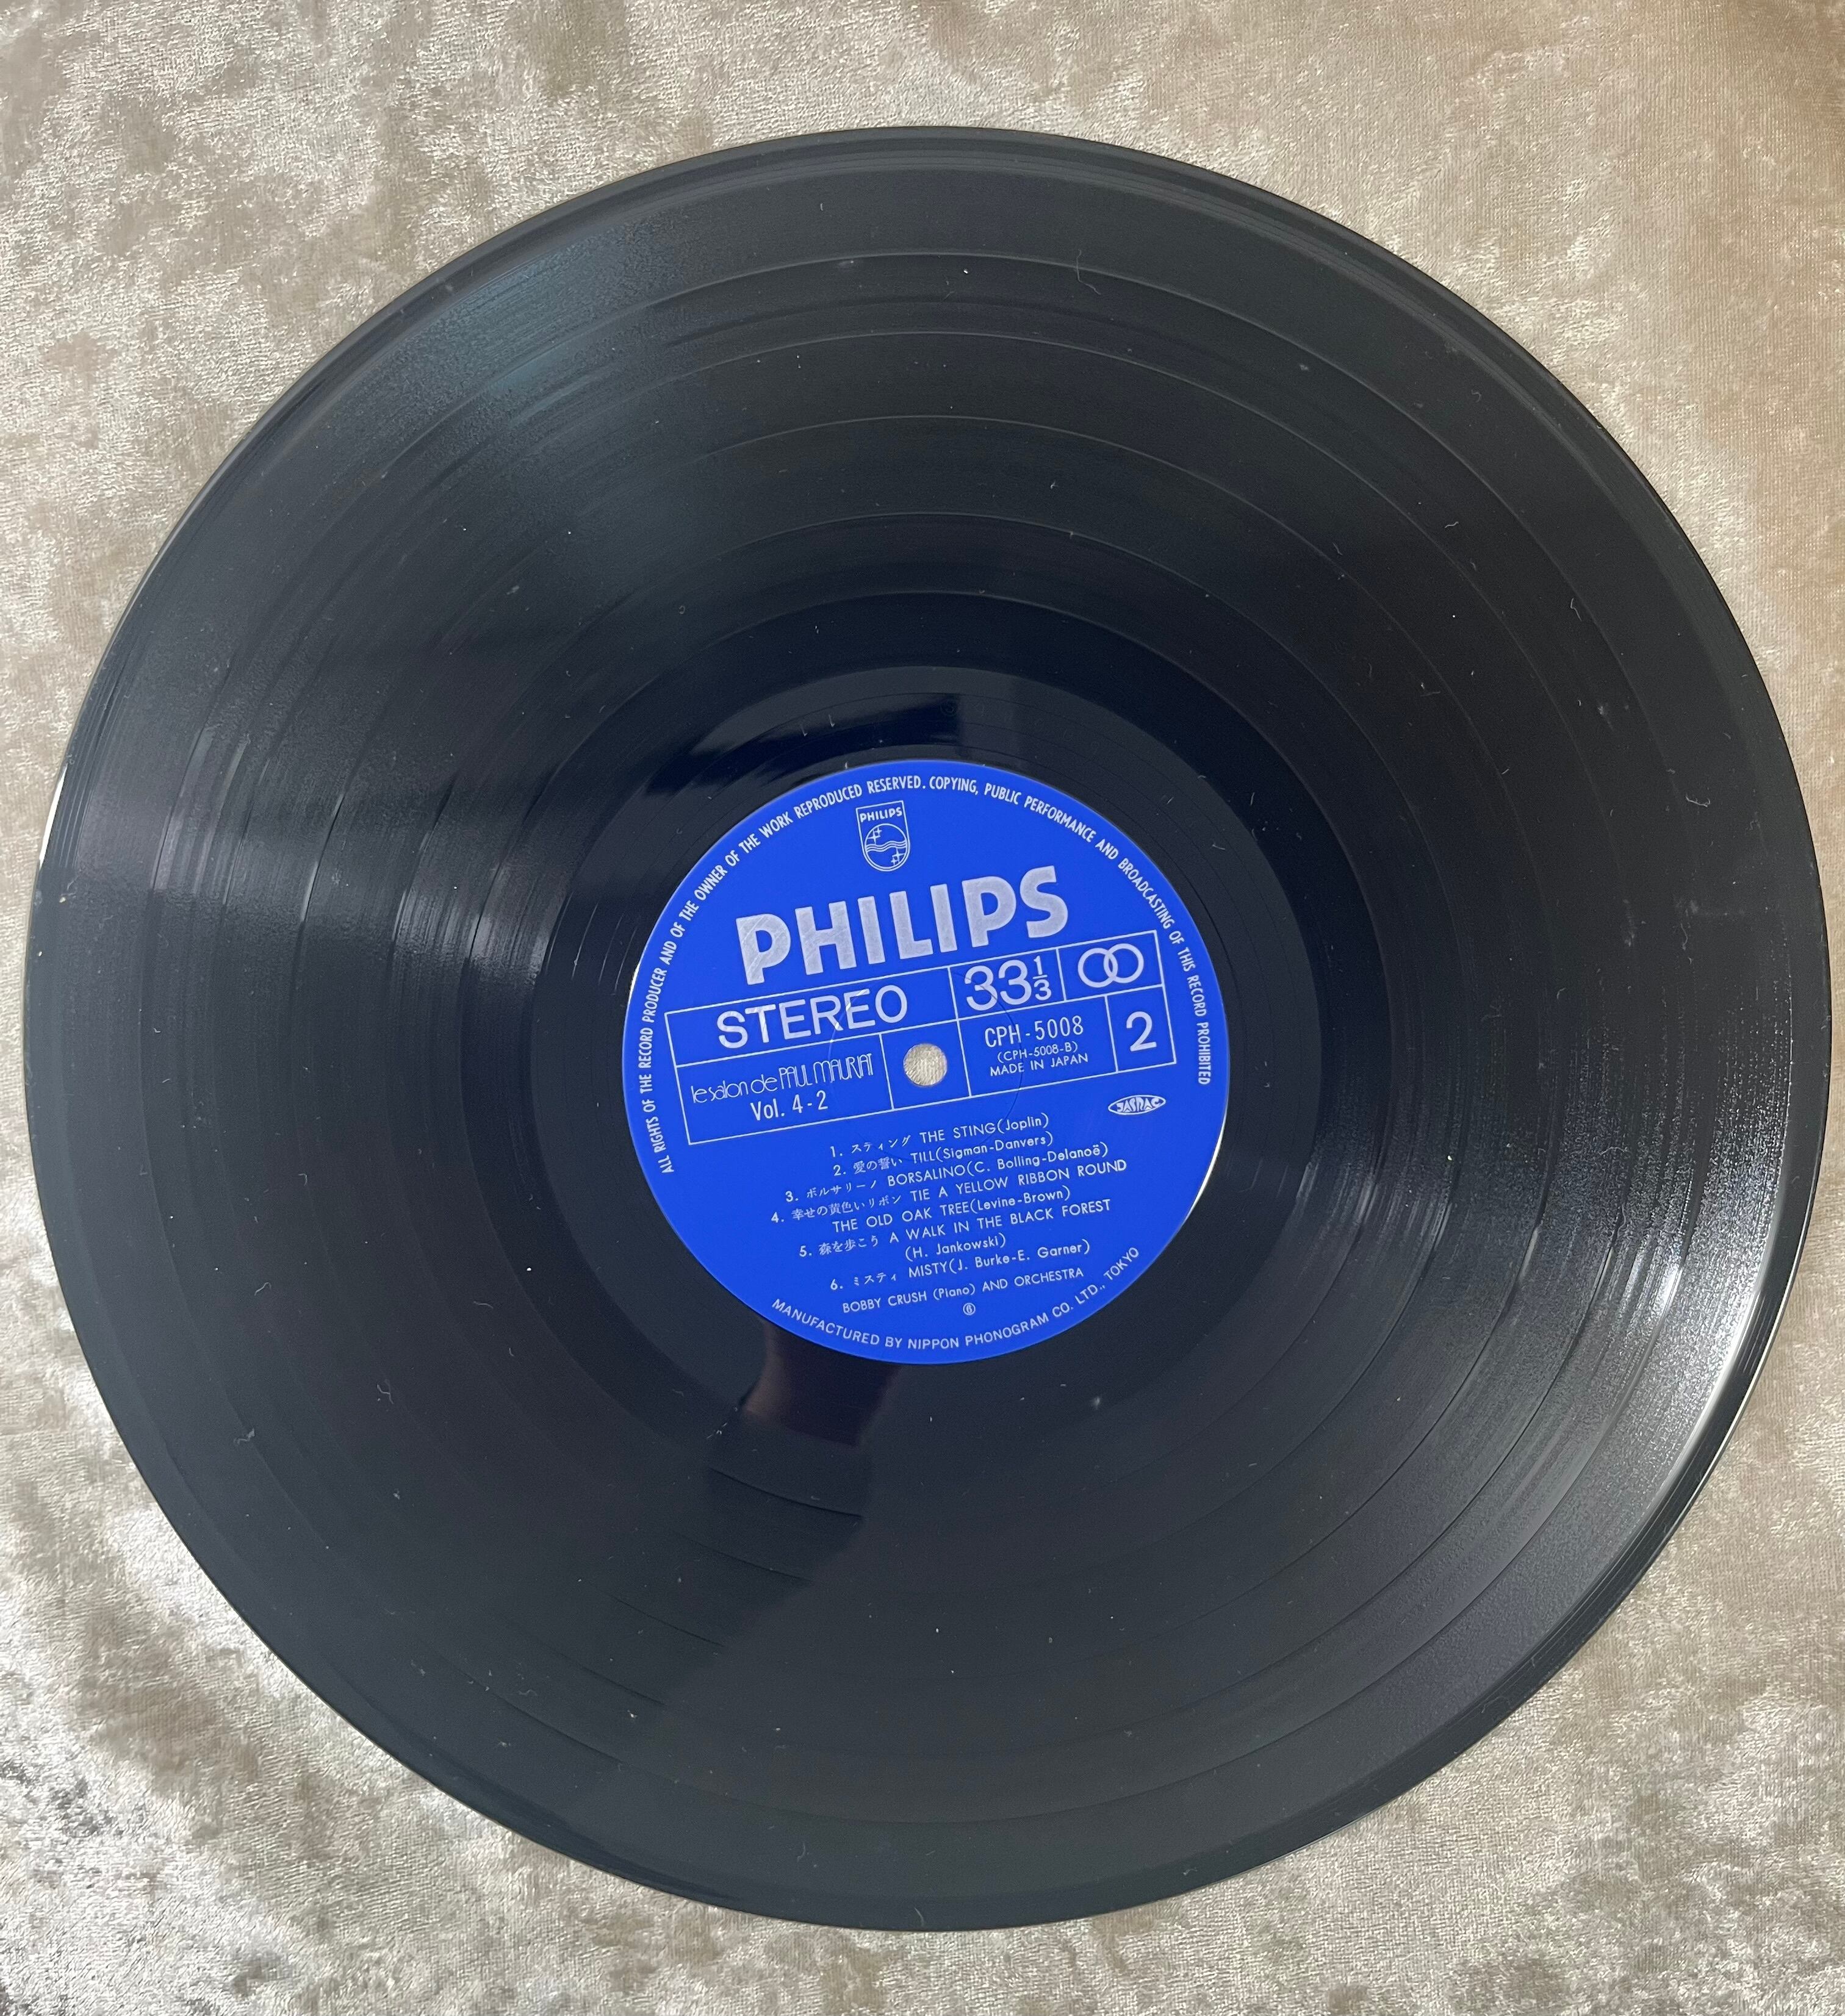 ALL RIGHTS OF THE RECORD PRODUCER AND OF THE OWNER OF THE WORK REPRODUCED RESERVED. COPYING, PUBLIC PERFORMANCE AND BROADCASTING OF THIS RECORD PROHIBITED
PHILIPS
PHILIPS
STEREO 33 1/3
le salon de PAUL MAURIAT
Vol. 4-2
CPH-5008
(CPH-5008-B)
MADE IN JAPAN
2
JASRAC
1. スティング THE STING(Joplin)
2. 愛の誓い TILL(Sigman-Danvers)
3. ボルサリーノ BORSALINO(C. Bolling-Delanoë)
4. 幸せの黄色いリボン TIE A YELLOW RIBBON ROUND
THE OLD OAK TREE(Levine-Brown)
5. 森を歩こう A WALK IN THE BLACK FOREST
(H. Jankowski)
6. ミスティ MISTY(J. Burke-E. Garner)
BOBBY CRUSH (Piano) AND ORCHESTRA
MANUFACTURED BY NIPPON PHONOGRAM CO. LTD., TOKYO